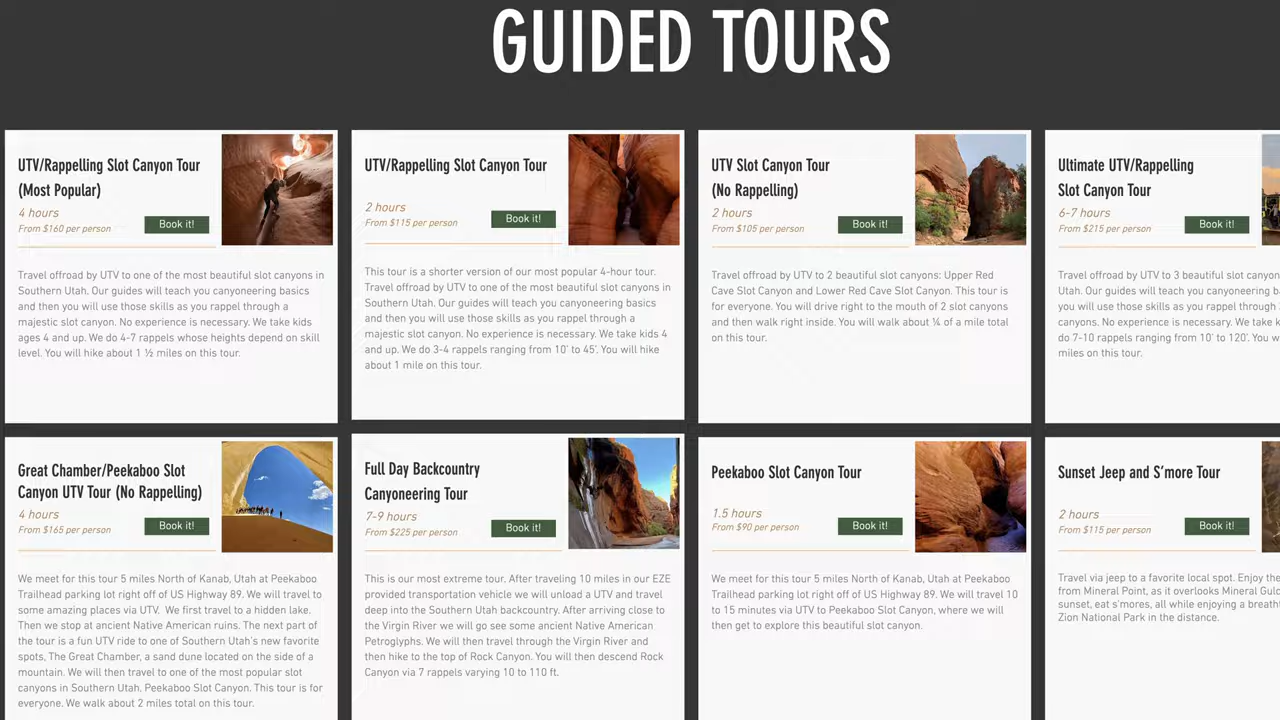 GUIDED TOURS
UTV/Rappelling Slot Canyon Tour
(Most Popular)
4 hours
From $160 per person
Book it!
Travel offroad by UTV to one of the most beautiful slot canyons in
Southern Utah. Our guides will teach you canyoneering basics
and then you will use those skills as you rappel through a
majestic slot canyon. No experience is necessary. We take kids
ages 4 and up. We do 4-7 rappels whose heights depend on skill
level. You will hike about 1 ½ miles on this tour.
UTV/Rappelling Slot Canyon Tour
2 hours
From $115 per person
Book it!
This tour is a shorter version of our most popular 4-hour tour.
Travel offroad by UTV to one of the most beautiful slot canyons in
Southern Utah. Our guides will teach you canyoneering basics
and then you will use those skills as you rappel through a
majestic slot canyon. No experience is necessary. We take kids 4
and up. We do 3-4 rappels ranging from 10' to 45'. You will hike
about 1 mile on this tour.
UTV Slot Canyon Tour
(No Rappelling)
2 hours
From $105 per person
Book it!
Travel offroad by UTV to 2 beautiful slot canyons: Upper Red
Cave Slot Canyon and Lower Red Cave Slot Canyon. This tour is
for everyone. You will drive right to the mouth of 2 slot canyons
and then walk right inside. You will walk about ¼ of a mile total
on this tour.
Ultimate UTV/Rappelling
Slot Canyon Tour
6-7 hours
From $215 per person
Book it!
Travel offroad by UTV to 3 beautiful slot canyon
Utah. Our guides will teach you canyoneering b
you will use those skills as you rappel through
canyons. No experience is necessary. We take k
do 7-10 rappels ranging from 10' to 120'. You w
miles on this tour.
Great Chamber/Peekaboo Slot
Canyon UTV Tour (No Rappelling)
4 hours
From $165 per person
Book it!
We meet for this tour 5 miles North of Kanab, Utah at Peekaboo
Trailhead parking lot right off of US Highway 89. We will travel to
some amazing places via UTV. We first travel to a hidden lake.
Then we stop at ancient Native American ruins. The next part of
the tour is a fun UTV ride to one of Southern Utah's new favorite
spots, The Great Chamber, a sand dune located on the side of a
mountain. We will then travel to one of the most popular slot
canyons in Southern Utah, Peekaboo Slot Canyon. This tour is for
everyone. We walk about 2 miles total on this tour.
Full Day Backcountry
Canyoneering Tour
7-9 hours
From $225 per person
Book it!
This is our most extreme tour. After traveling 10 miles in our EZE
provided transportation vehicle we will unload a UTV and travel
deep into the Southern Utah backcountry. After arriving close to
the Virgin River we will go see some ancient Native American
Petroglyphs. We will then travel through the Virgin River and
then hike to the top of Rock Canyon. You will then descend Rock
Canyon via 7 rappels varying 10 to 110 ft.
Peekaboo Slot Canyon Tour
1.5 hours
From $90 per person
Book it!
We meet for this tour 5 miles North of Kanab, Utah at Peekaboo
Trailhead parking lot right off of US Highway 89. We will travel 10
to 15 minutes via UTV to Peekaboo Slot Canyon, where we will
then get to explore this beautiful slot canyon.
Sunset Jeep and S'more Tour
2 hours
From $115 per person
Book it!
Travel via jeep to a favorite local spot. Enjoy the
from Mineral Point, as it overlooks Mineral Gulc
sunset, eat s'mores, all while enjoying a breath
Zion National Park in the distance.